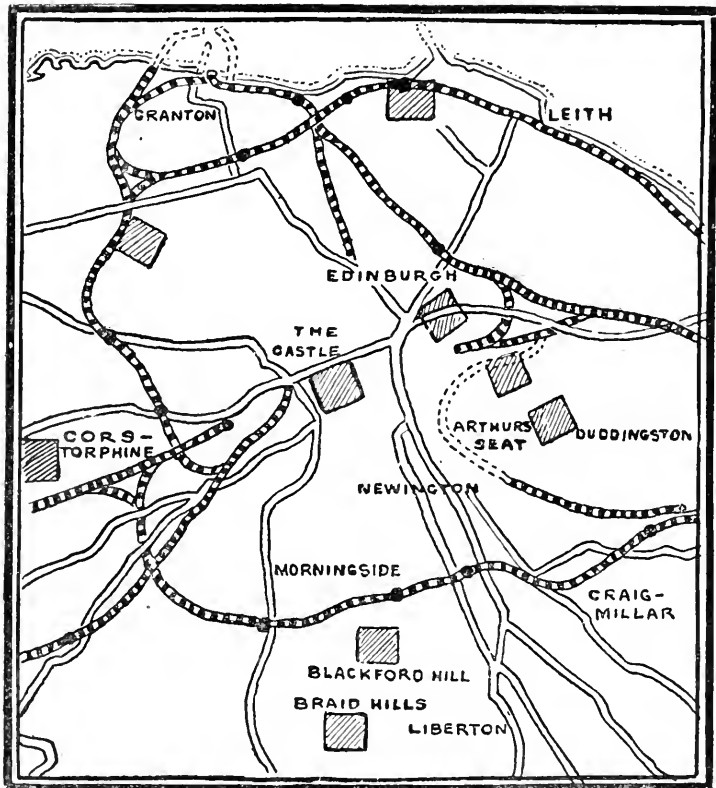 GRANTON
LEITH
EDINBURGH
THE
CASTLE
CORS-
TORPHINE
ARTHURS
SEAT
DUDDINGSTON
NEWINGTON
MORNINGSIDE
CRAIG-
MILLAR
BLACKFORD HILL
BRAID HILLS
LIBERTON